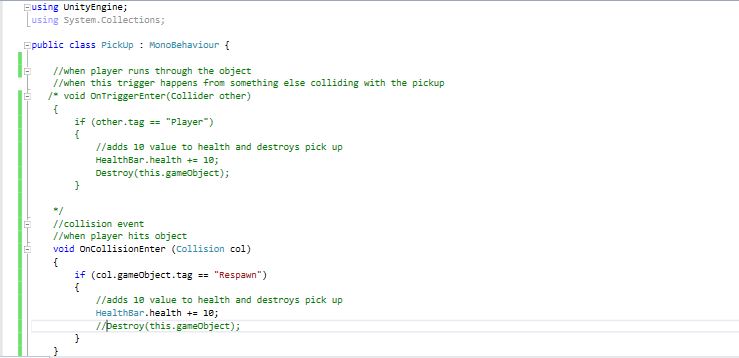 using UnityEngine;
using System.Collections;
public class PickUp : MonoBehaviour {
//when player runs through the object
//when this trigger happens from something else colliding with the pickup
/* void OnTriggerEnter(Collider other)
{
if (other.tag == "Player")
{
//adds 10 value to health and destroys pick up
HealthBar.health += 10;
Destroy(this.gameObject);
}
*/
//collision event
//when player hits object
void OnCollisionEnter (Collision col)
{
if (col.gameObject.tag == "Respawn")
{
//adds 10 value to health and destroys pick up
HealthBar.health += 10;
//Destroy(this.gameObject);
}
}